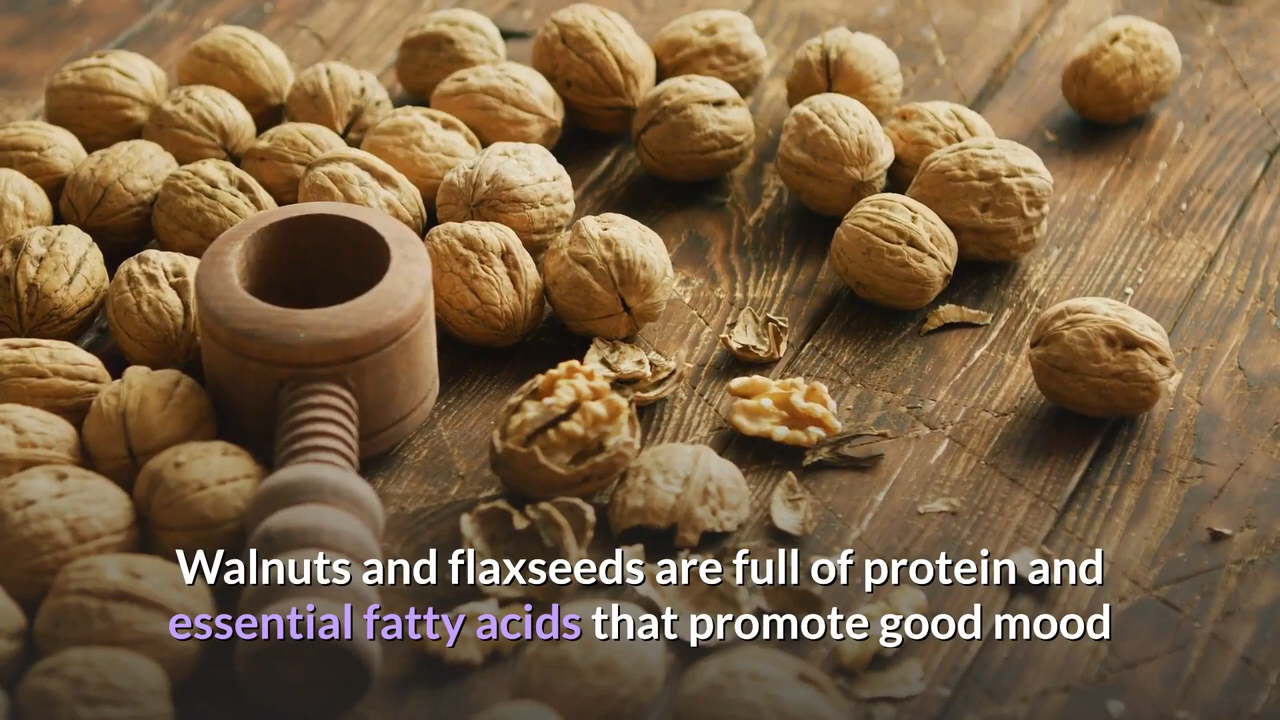 Walnuts and flaxseeds are full of protein and
essential fatty acids that promote good mood